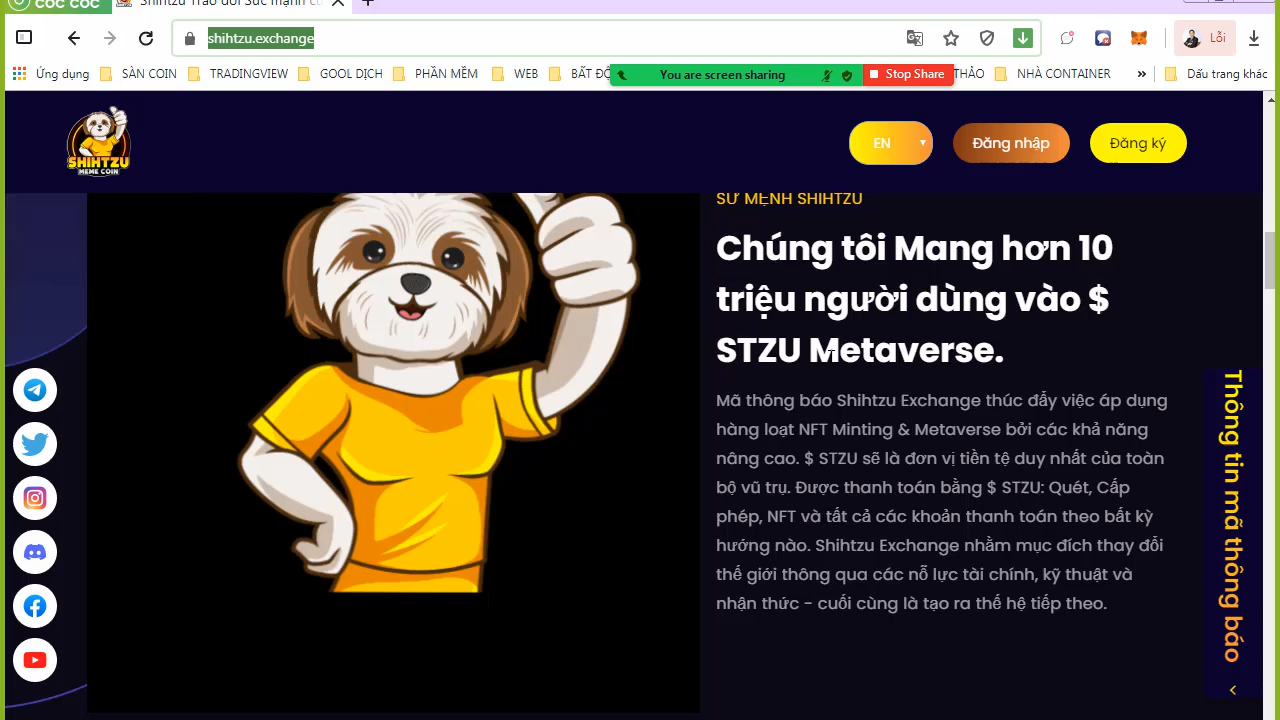 cốc cốc
Shihtzu Trao đổi Sức mạnh c
shihtzu.exchange
Lỗi
Ứng dụng
SÀN COIN
TRADINGVIEW
GOOL DỊCH
PHẦN MỀM
WEB
BẤT ĐỘ
You are screen sharing
Stop Share
THẢO
NHÀ CONTAINER
»
Dấu trang khác
SHIHTZU
MEME COIN
EN
Đăng nhập
Đăng ký
SỨ MỆNH SHIHTZU
Chúng tôi Mang hơn 10
triệu người dùng vào $
STZU Metaverse.
Mã thông báo Shihtzu Exchange thúc đẩy việc áp dụng
hàng loạt NFT Minting & Metaverse bởi các khả năng
nâng cao. $ STZU sẽ là đơn vị tiền tệ duy nhất của toàn
bộ vũ trụ. Được thanh toán bằng $ STZU: Quét, Cấp
phép, NFT và tất cả các khoản thanh toán theo bất kỳ
hướng nào. Shihtzu Exchange nhằm mục đích thay đổi
thế giới thông qua các nỗ lực tài chính, kỹ thuật và
nhận thức - cuối cùng là tạo ra thế hệ tiếp theo.
Thông tin mã thông báo